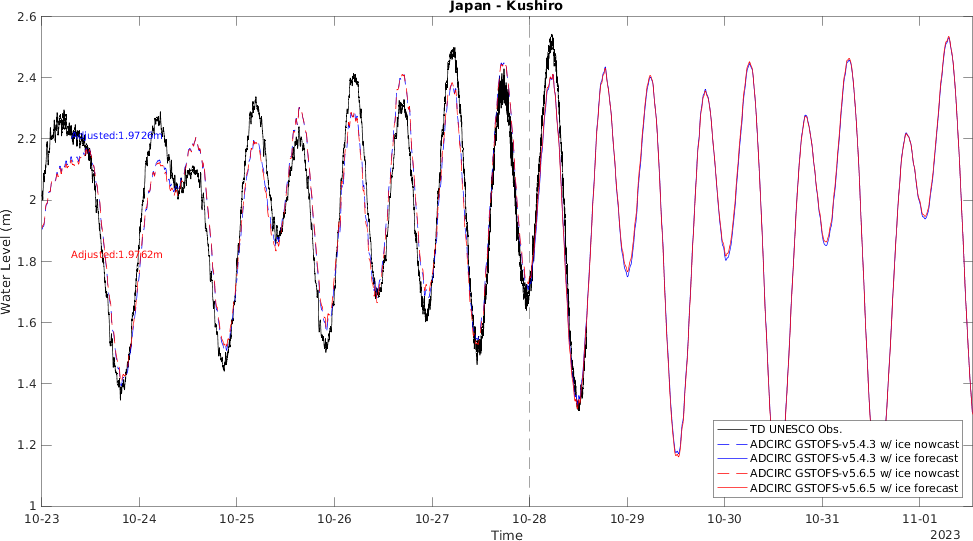 Japan - Kushiro
2.6
2.4
2.2
2
1.8
1.6
1.4
1.2
1
Water Level (m)
Adjusted:1.9726m
Adjusted:1.9762m
TD UNESCO Obs.
ADCIRC GSTOFS-v5.4.3 w/ ice nowcast
ADCIRC GSTOFS-v5.4.3 w/ ice forecast
ADCIRC GSTOFS-v5.6.5 w/ ice nowcast
ADCIRC GSTOFS-v5.6.5 w/ ice forecast
10-23 10-24 10-25 10-26 10-27 10-28 10-29 10-30 10-31 11-01
Time
2023